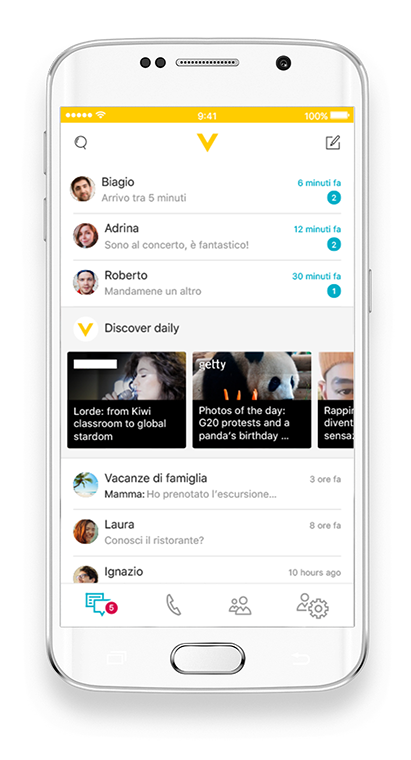 9:41
100%
Biagio
6 minuti fa
Arrivo tra 5 minuti
2
Adrina
12 minuti fa
Sono al concerto, è fantastico!
2
Roberto
30 minuti fa
Mandamene un altro
1
Discover daily
gettyimages
Lorde: from Kiwi
classroom to global
stardom
Photos of the day:
G20 protests and a
panda's birthday ...
Rappin
divent
sensaz
Vacanze di famiglia
3 ore fa
Mamma: Ho prenotato l'escursione...
Laura
8 ore fa
Conosci il ristorante?
Ignazio
10 hours ago
5